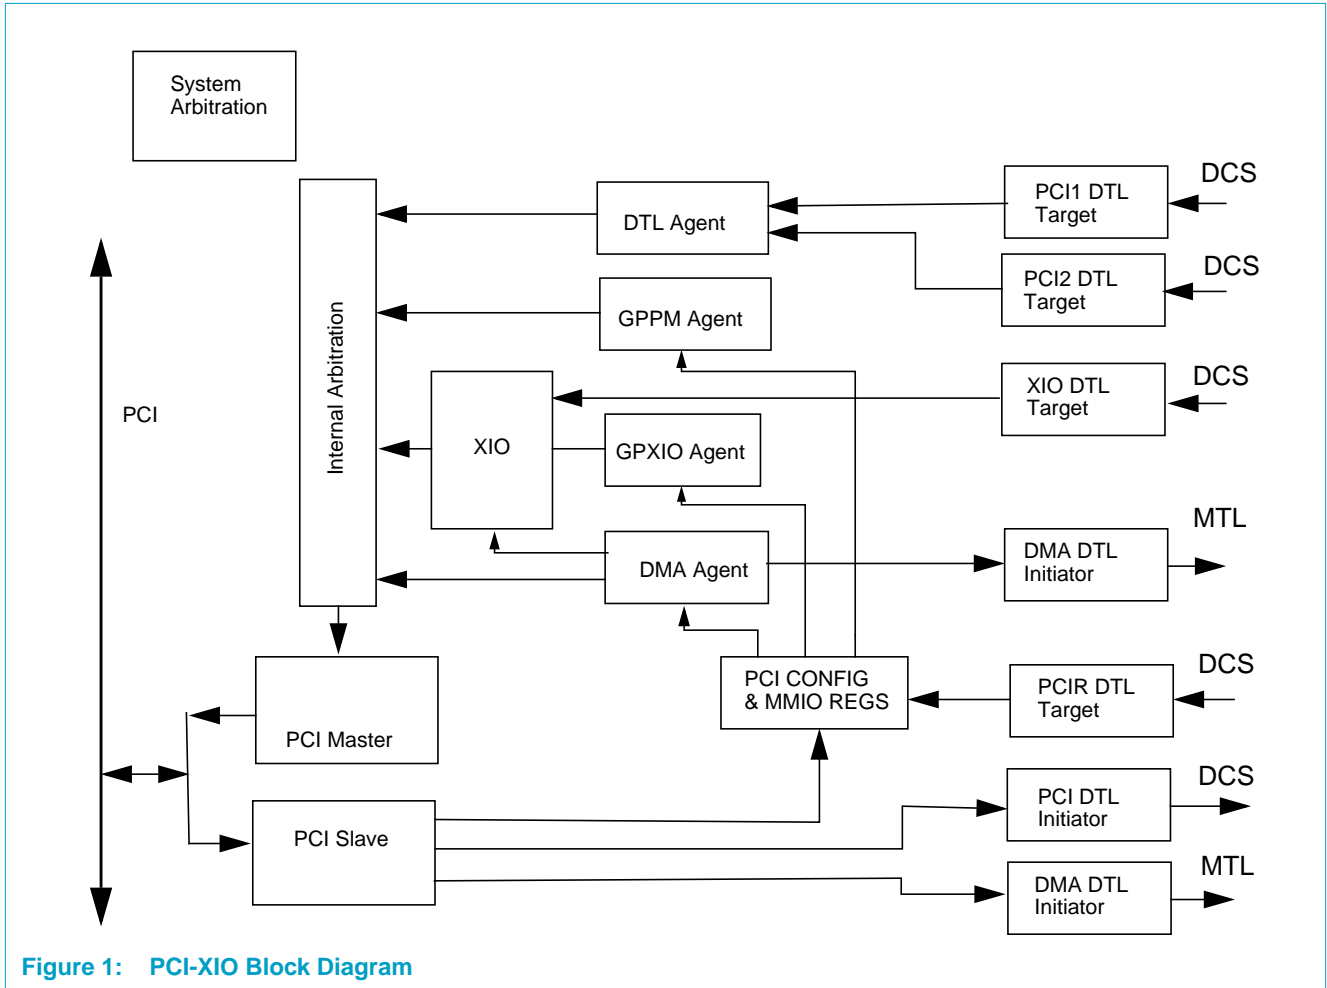 System
Arbitration
DCS
PCI1 DTL
Target
DTL Agent
DCS
PCI2 DTL
Target
GPPM Agent
Internal Arbitration
DCS
XIO DTL
Target
PCI
XIO
GPXIO Agent
MTL
DMA DTL
Initiator
DMA Agent
DCS
PCI CONFIG
& MMIO REGS
PCIR DTL
Target
PCI Master
DCS
PCI DTL
Initiator
PCI Slave
MTL
DMA DTL
Initiator
Figure 1: PCI-XIO Block Diagram